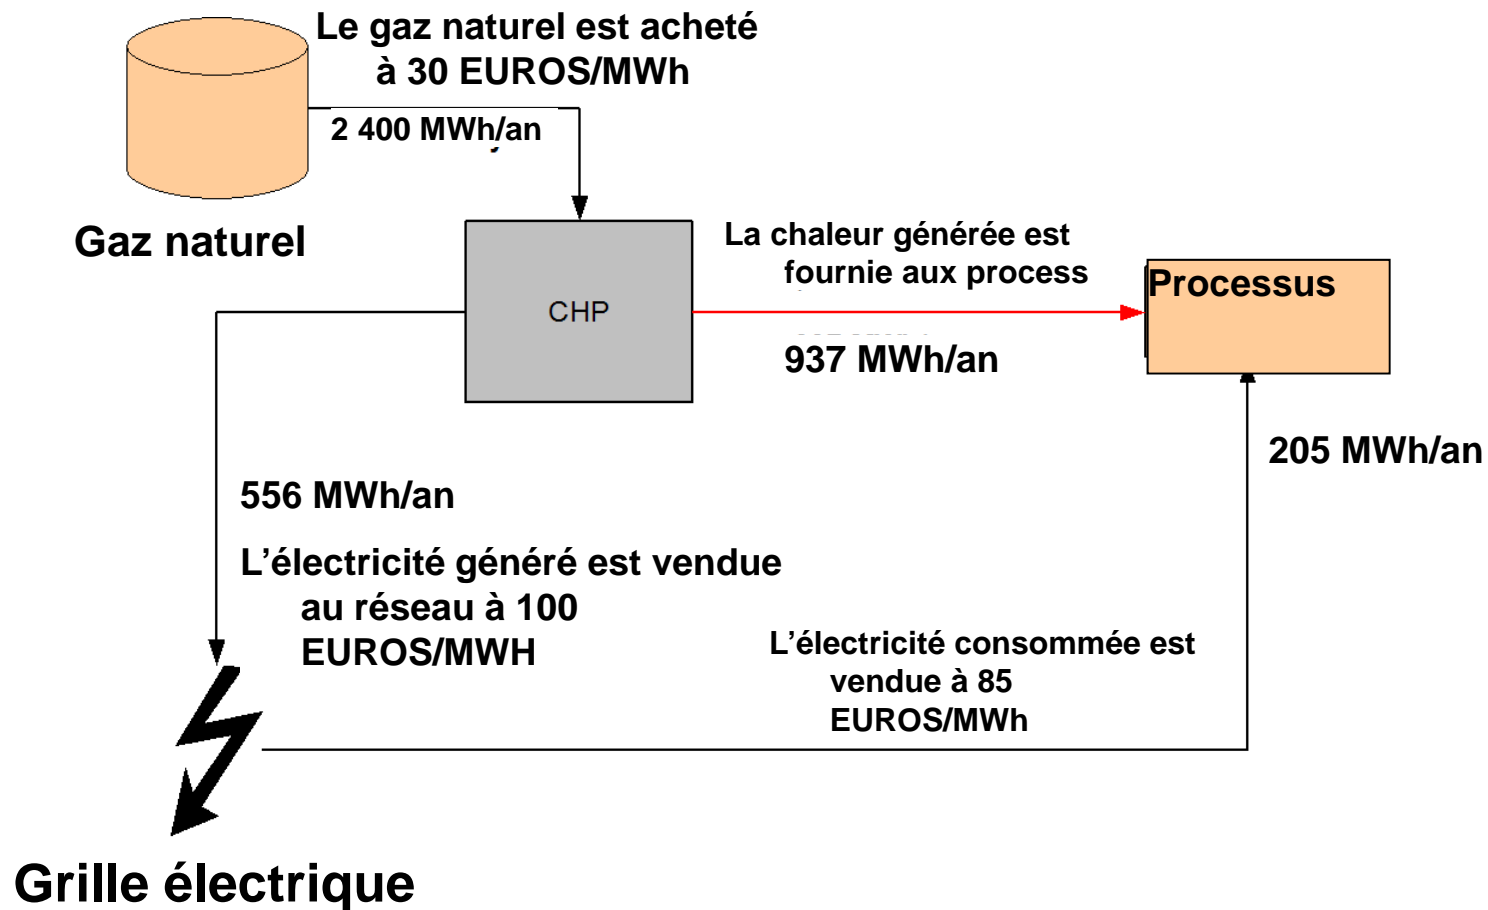 Le gaz naturel est acheté
à 30 EUROS/MWh
2 400 MWh/an
Gaz naturel
La chaleur générée est
fournie aux process
Processus
CHP
937 MWh/an
205 MWh/an
556 MWh/an
L’électricité généré est vendue
au réseau à 100
EUROS/MWH
L’électricité consommée est
vendue à 85
EUROS/MWh
Grille électrique